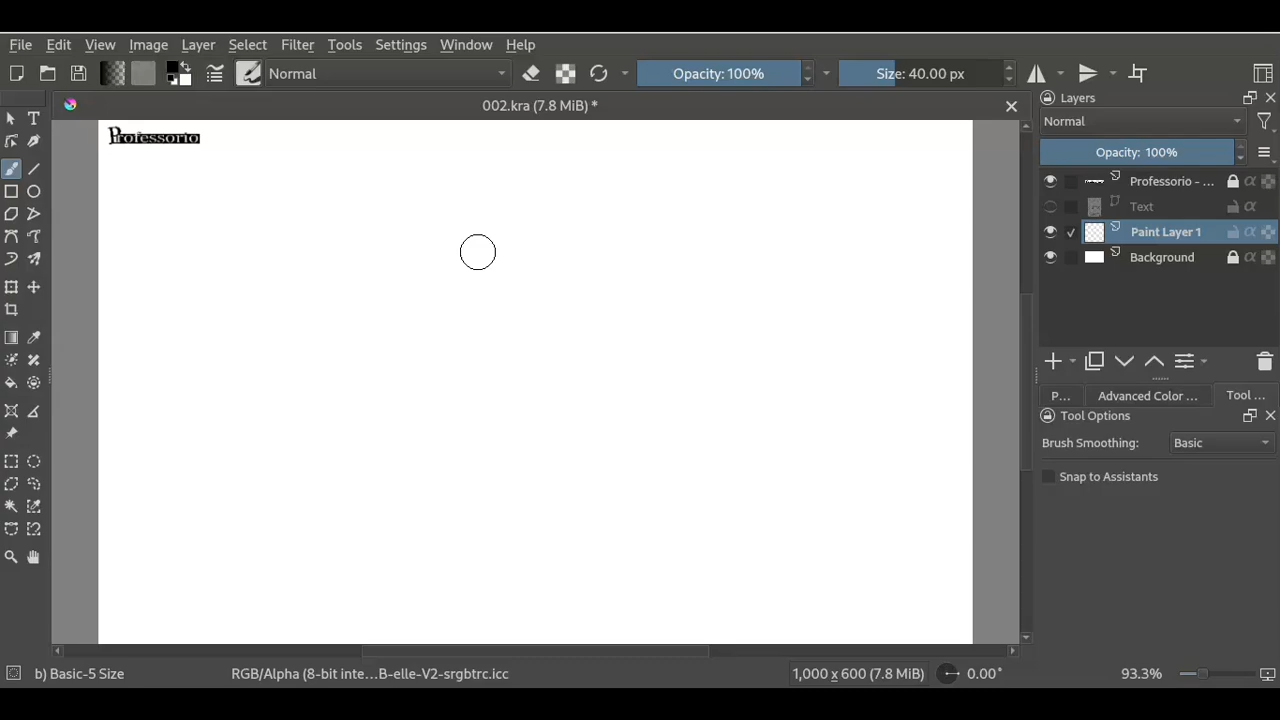 File Edit View Image Layer Select Filter Tools Settings Window Help
Normal Opacity: 100% Size: 40.00 px
002.kra (7.8 MiB) *
Professorio
Layers
Normal
Opacity: 100%
Professorio - ...
Text
Paint Layer 1
Background
P... Advanced Color ... Tool ...
Tool Options
Brush Smoothing: Basic
Snap to Assistants
b) Basic-5 Size RGB/Alpha (8-bit inte...B-elle-V2-srgbtrc.icc 1,000 x 600 (7.8 MiB) 0.00° 93.3%